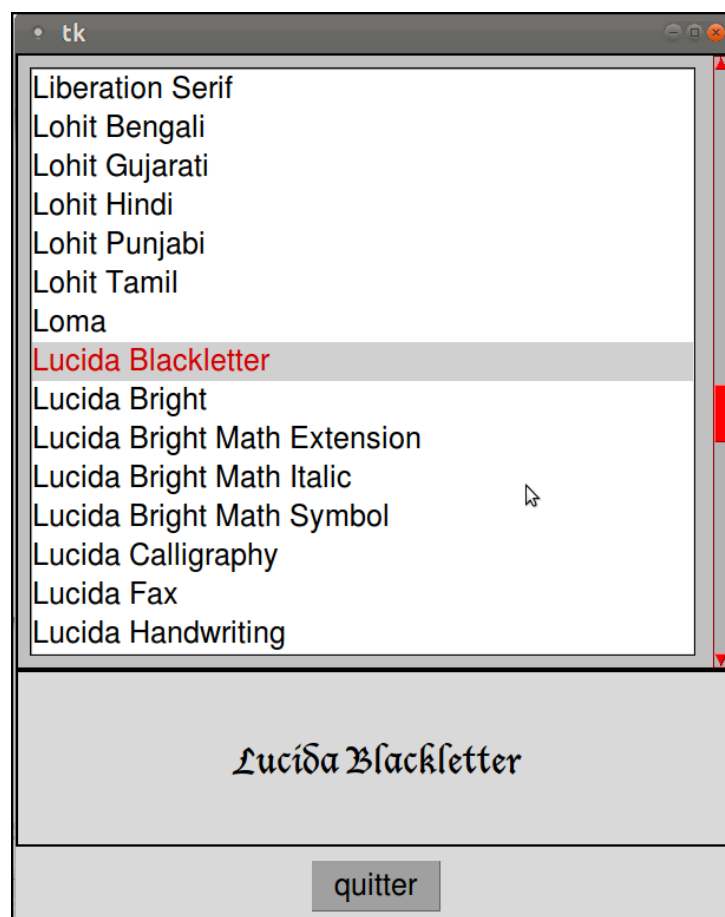 tk
Liberation Serif
Lohit Bengali
Lohit Gujarati
Lohit Hindi
Lohit Punjabi
Lohit Tamil
Loma
Lucida Blackletter
Lucida Bright
Lucida Bright Math Extension
Lucida Bright Math Italic
Lucida Bright Math Symbol
Lucida Calligraphy
Lucida Fax
Lucida Handwriting
Lucida Blackletter
quitter